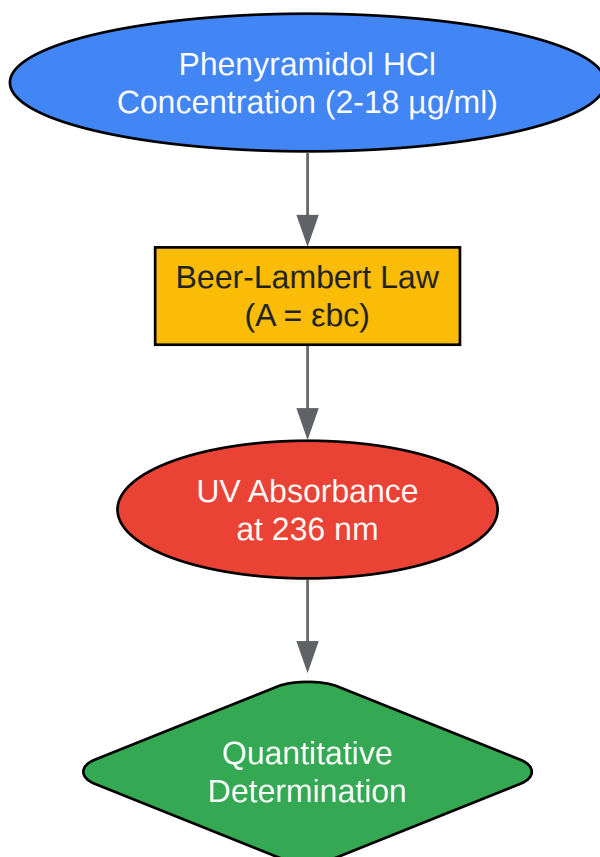 Phenyramidol HCl
Concentration (2-18 µg/ml)
Beer-Lambert Law
(A = εbc)
UV Absorbance
at 236 nm
Quantitative
Determination